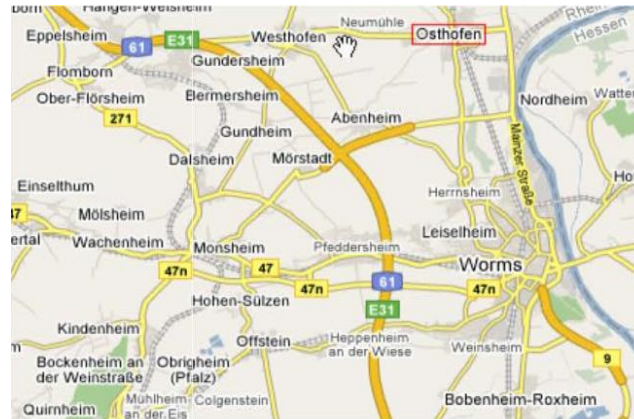 Hangen-Weisheim
Neumühle
Rhein
Hessen
Eppelsheim
61
E31
Westhofen
Osthofen
Gundersheim
Flomborn
Ober-Flörsheim
Bermersheim
Nordheim
271
Abenheim
Gundheim
Mainzer Straße
Dalsheim
Mörstadt
Einselthum
Herrnsheim
Mölsheim
Leiselheim
Wachenheim
Monsheim
Pfeddersheim
Worms
47n
47
47n
61
47n
Hohen-Sülzen
E31
Kindenheim
Offstein
Heppenheim
an der Wiese
Weinsheim
9
Bockenheim an
der Weinstraße
Obrigheim
(Pfalz)
Mühlheim
an der Eis
Colgenstein
Bobenheim-Roxheim
Quirnheim